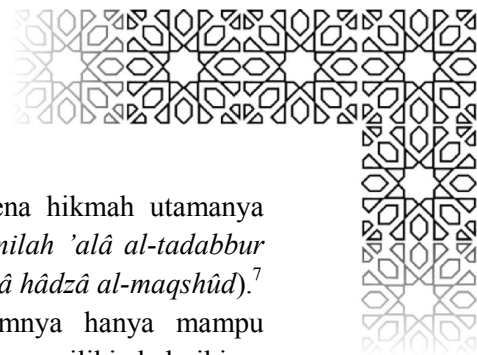 ena hikmah utamanya
nilah 'alâ al-tadabbur
â hâdzâ al-maqshûd).⁷
mnya hanya mampu